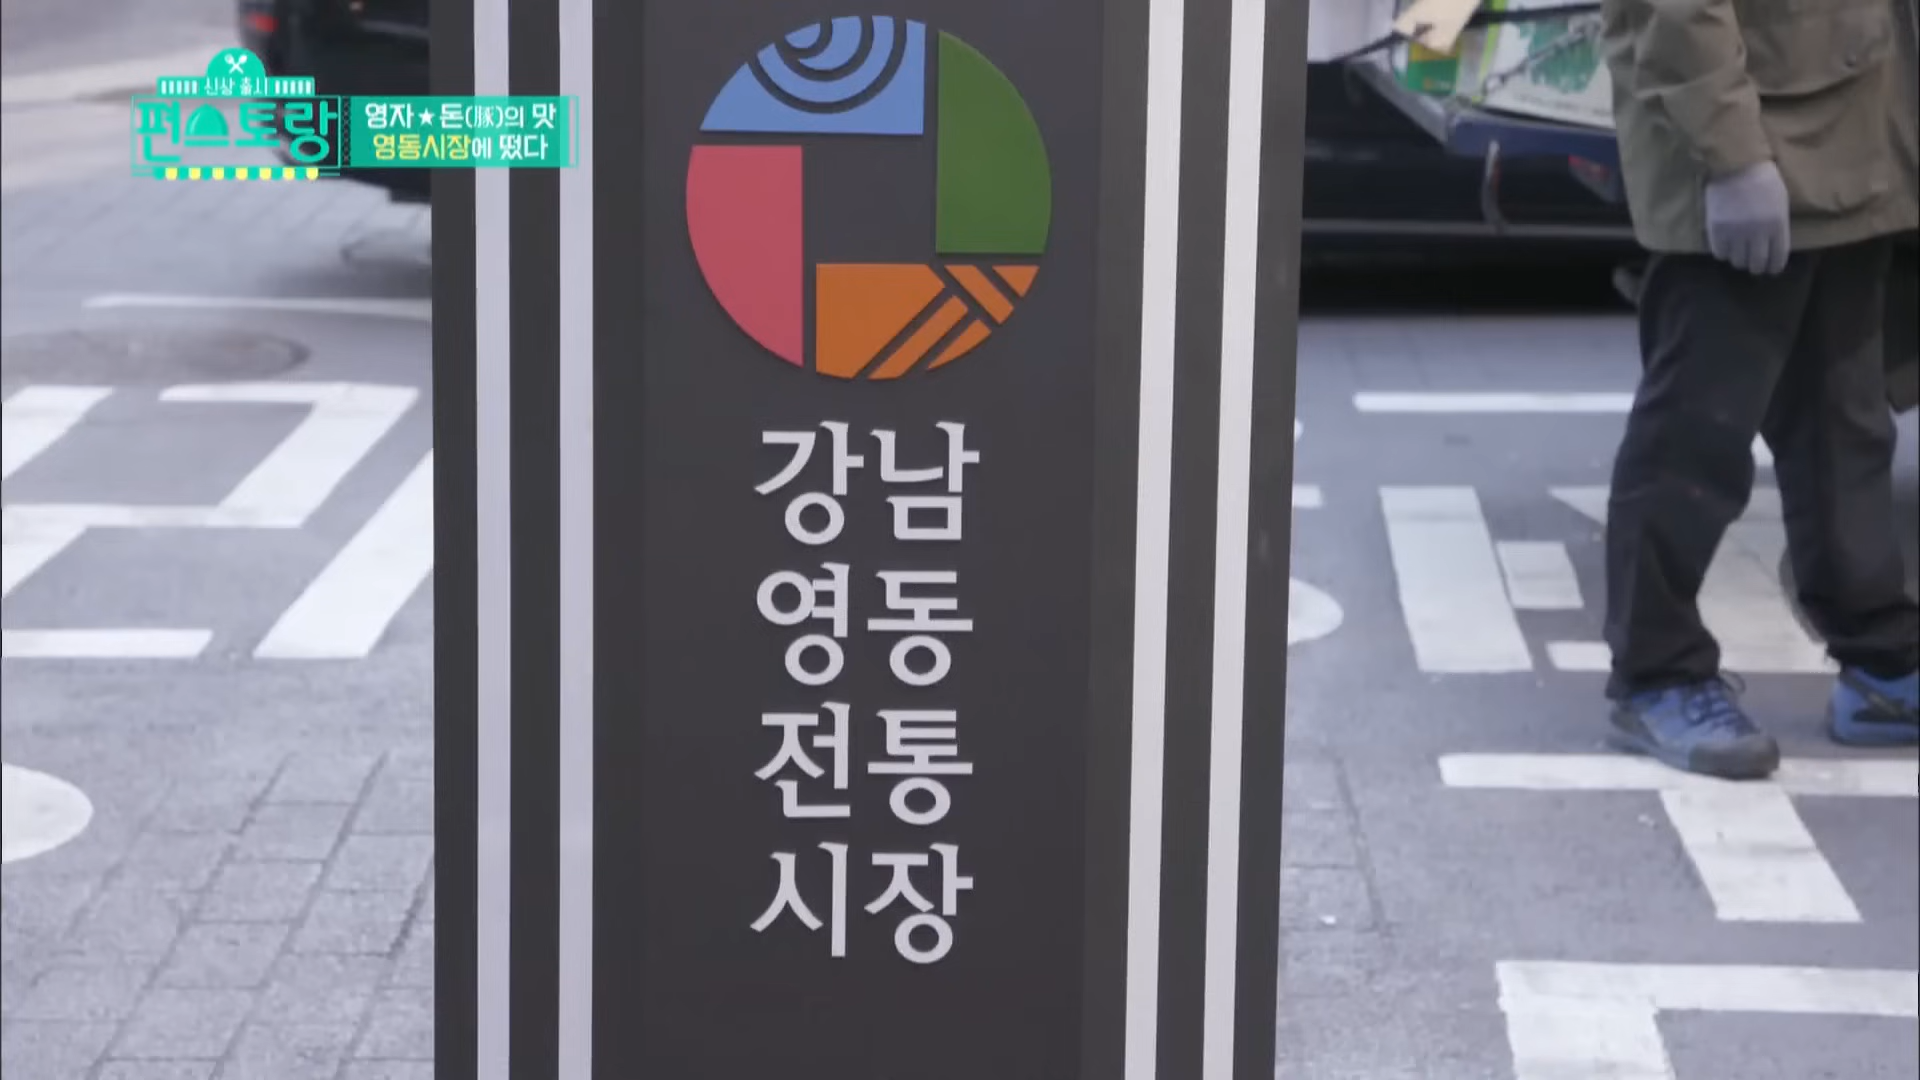 신상 출시
편스토랑
영자★돈(豚)의 맛
영동시장에 떴다
강남
영동
전통
시장